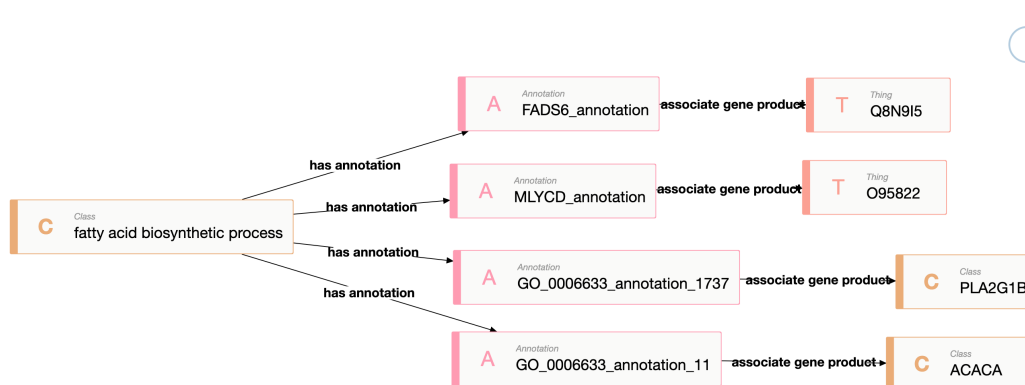 A
Annotation
FADS6_annotation
associate gene product
T
Thing
Q8N9I5
has annotation
A
Annotation
MLYCD_annotation
associate gene product
T
Thing
O95822
has annotation
C
Class
fatty acid biosynthetic process
has annotation
A
Annotation
GO_0006633_annotation_1737
associate gene product
C
Class
PLA2G1B
has annotation
A
Annotation
GO_0006633_annotation_11
associate gene product
C
Class
ACACA